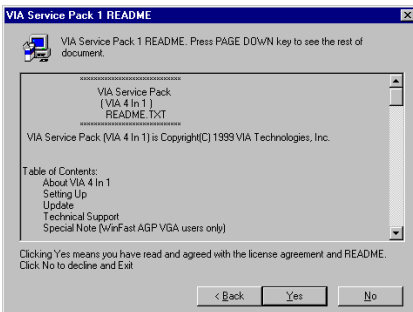 VIA Service Pack 1 README
VIA Service Pack 1 README. Press PAGE DOWN key to see the rest of
document.
xxxxxxxxxxxxxxxxxxxxxxxxxxxx
VIA Service Pack
( VIA 4 In 1 )
README.TXT
xxxxxxxxxxxxxxxxxxxxxxxxxxxx
VIA Service Pack (VIA 4 In 1) is Copyright(C) 1999 VIA Technologies, Inc.
Table of Contents:
About VIA 4 In 1
Setting Up
Update
Technical Support
Special Note (WinFast AGP VGA users only)
Clicking Yes means you have read and agreed with the license agreement and README.
Click No to decline and Exit
< Back Yes No